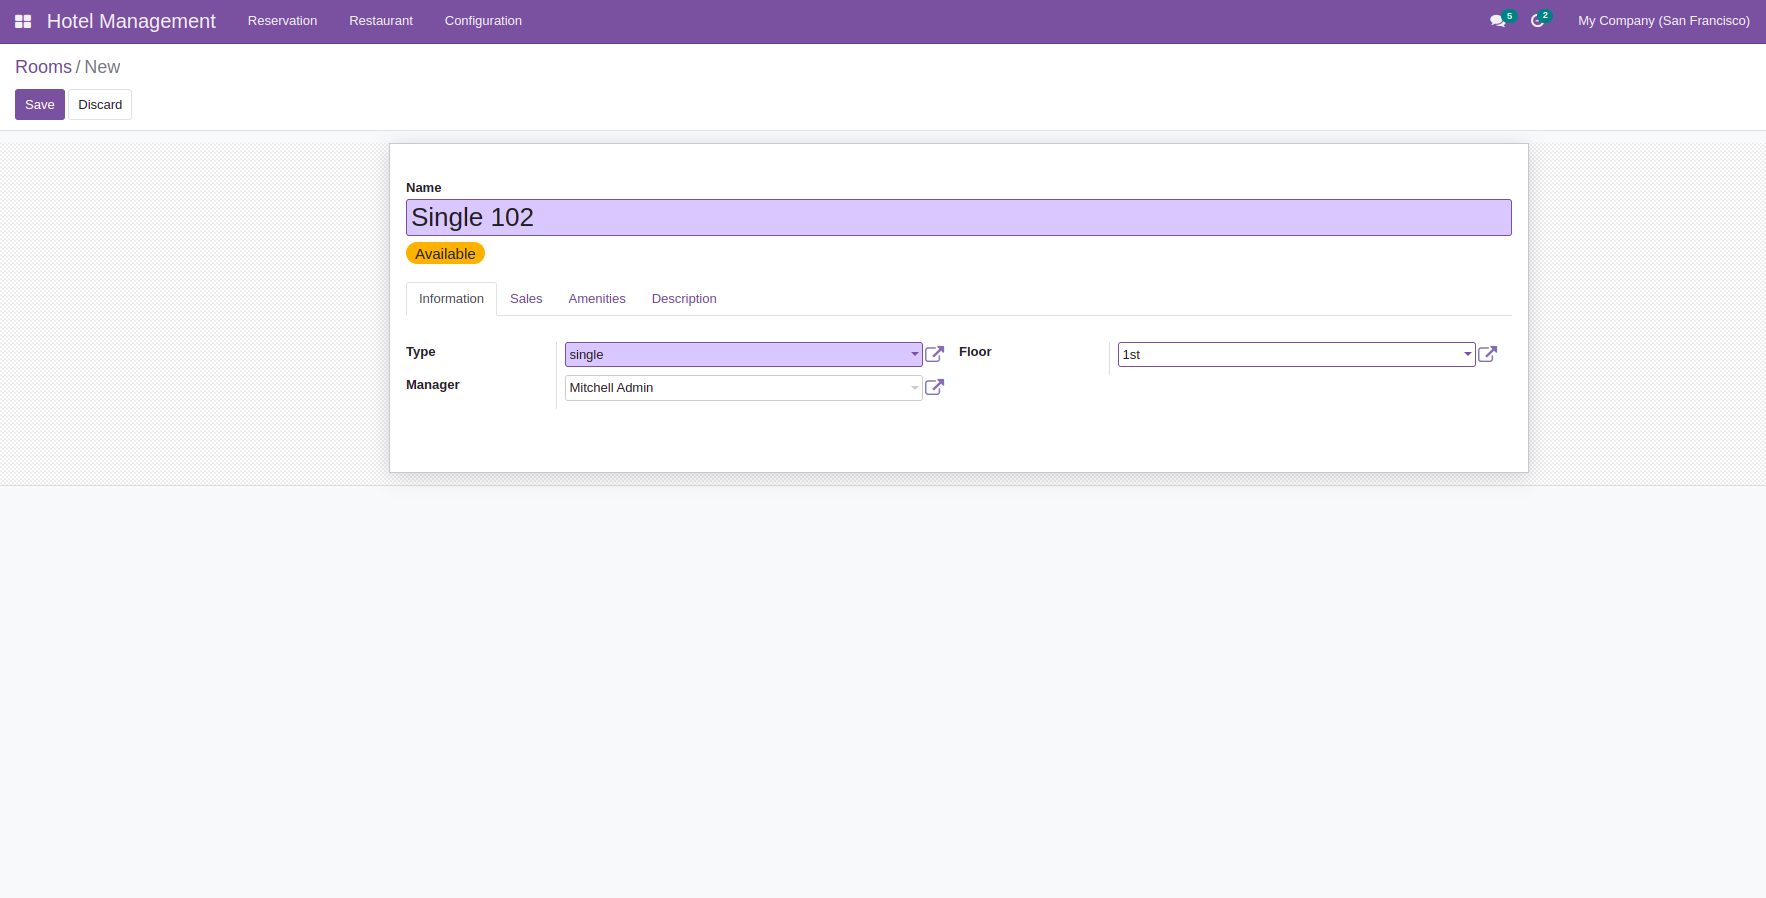 Hotel Management Reservation Restaurant Configuration 5 2 My Company (San Francisco)
Rooms / New
Save Discard
Name
Single 102
Available
Information Sales Amenities Description
Type single Floor 1st
Manager Mitchell Admin